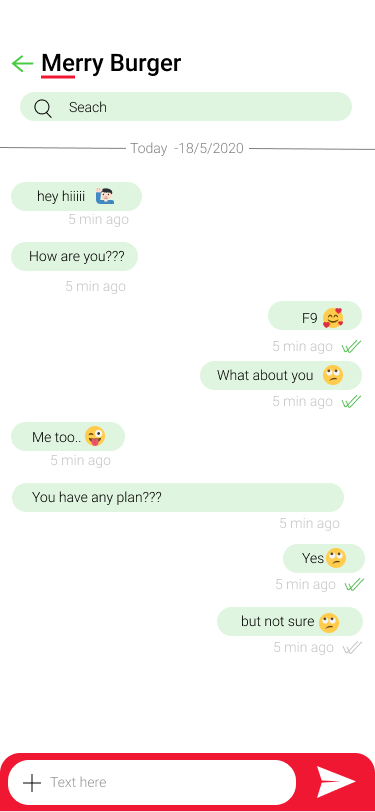 Merry Burger
Seach
Today -18/5/2020
hey hiiiii
5 min ago
How are you???
5 min ago
F9
5 min ago
What about you
5 min ago
Me too..
5 min ago
You have any plan???
5 min ago
Yes
5 min ago
but not sure
5 min ago
Text here